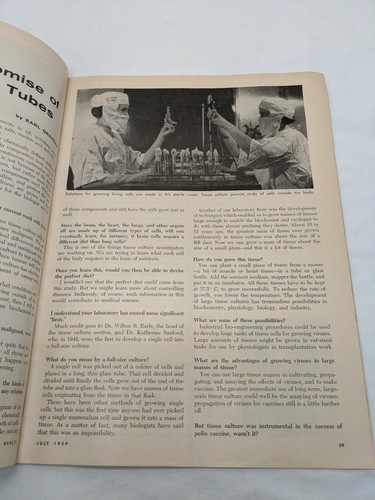 omise of
Tubes
by EARL
Solutions for growing living cells are made in this sterile room. Tissue culture permits study of cells outside the body.
of these components and still have the cells grow just as
well.
Since the brain, the heart, the lungs, and other organs
all are made up of different types of cells, will you
eventually learn, for instance, if brain cells require a
different diet than lung cells?
This is one of the things tissue culture investigators
are working on. We are trying to learn what each cell
of the body requires in the form of nutrients.
Once you learn this, would you then be able to devise
the perfect diet?
I wouldn't say that the perfect diet could come from
this study. But we might learn more about controlling
diseases. Indirectly, of course, such information as this
would contribute to medical science.
I understand your laboratory has scored some significant
"firsts."
Much credit goes to Dr. Wilton R. Earle, the head of
the tissue culture section, and Dr. Katharine Sanford,
who, in 1948, were the first to develop a single cell into
a full-size culture.
What do you mean by a full-size culture?
A single cell was picked out of a colony of cells and
placed in a long, thin glass tube. That cell divided and
divided until finally the cells grew out of the end of the
tube and into a glass flask. Now we have masses of tissue
cells originating from the tissue in that flask.
There have been other methods of growing single
cells, but this was the first time anyone had ever picked
up a single mammalian cell and grown it into a mass of
tissue. As a matter of fact, many biologists have said
that this was an impossibility.
JULY 1959
Our laboratory of tissue facts was the development
of techniques which enabled us to grow masses of tissues
large enough to enable the biochemist and virologist to
do with them almost anything they desire. About 10 or
12 years ago, the greatest mass of tissue ever grown
continuously in tissue culture was about the size of a
BB shot. Now we can grow a mass of tissue about the
size of a small plum—and this is a lot of tissue.
How do you grow this tissue?
You can plant a small piece of tissue from a mouse
-a bit of muscle or heart tissue—in a tube or glass
bottle. Add the nutrient medium, stopper the bottle, and
put it in an incubator. All these tissues have to be kept
at 37.5° C. to grow successfully. To reduce the rate of
growth, you lower the temperature. The development
of large tissue cultures has tremendous possibilities in
biochemistry, physiology, biology, and industry.
What are some of these possibilities?
Industrial bio-engineering procedures could be used to
develop huge tanks of tissue cells for growing viruses.
Large amounts of tissues might be grown in vat-sized
tanks for use by physiologists in transplantation work.
What are the advantages of growing viruses in large
masses of tissue?
You can use large tissue masses in cultivating, propa-
gating, and assaying the effects of viruses, and to make
vaccine. The greatest immediate use of long-term, large-
mass tissue culture could well be the assaying of viruses;
propagation of viruses for vaccines still is a little further
off.
But tissue culture was instrumental in the success of
polio vaccine, wasn't it?
29